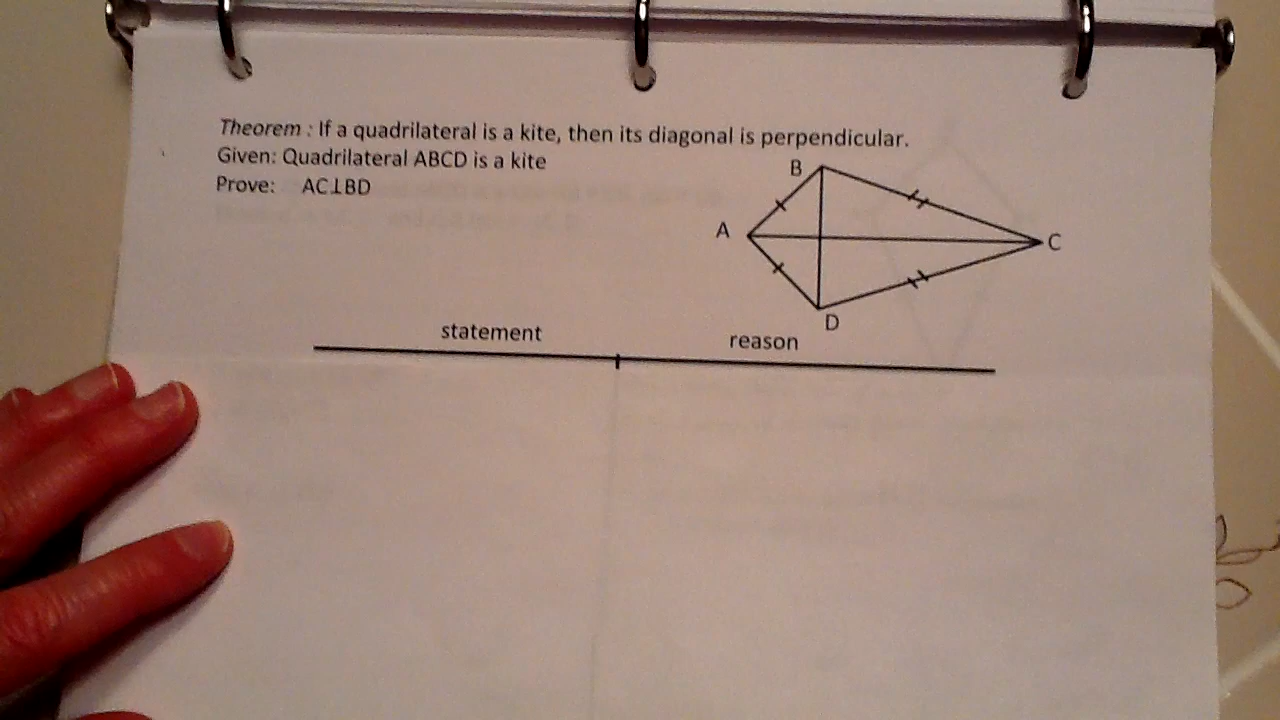 Theorem : If a quadrilateral is a kite, then its diagonal is perpendicular.
Given: Quadrilateral ABCD is a kite
Prove: AC⊥BD
B
A
C
D
statement reason